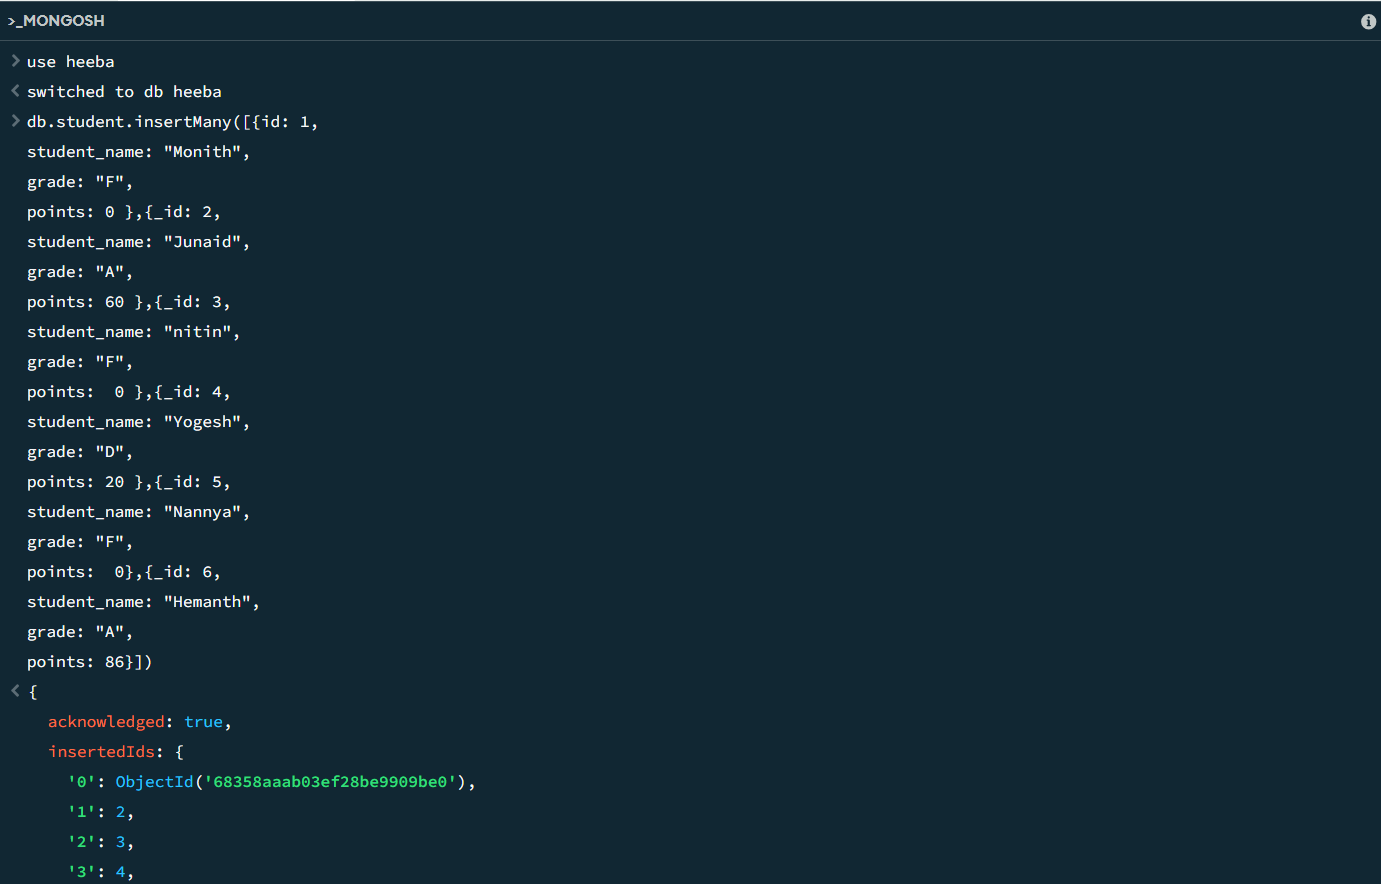 >_MONGOSH
> use heeba
< switched to db heeba
> db.student.insertMany([{id: 1,
student_name: "Monith",
grade: "F",
points: 0 },{_id: 2,
student_name: "Junaid",
grade: "A",
points: 60 },{_id: 3,
student_name: "nitin",
grade: "F",
points:  0 },{_id: 4,
student_name: "Yogesh",
grade: "D",
points: 20 },{_id: 5,
student_name: "Nannya",
grade: "F",
points:  0},{_id: 6,
student_name: "Hemanth",
grade: "A",
points: 86}])
< {
acknowledged: true,
insertedIds: {
'0': ObjectId('68358aaab03ef28be9909be0'),
'1': 2,
'2': 3,
'3': 4,